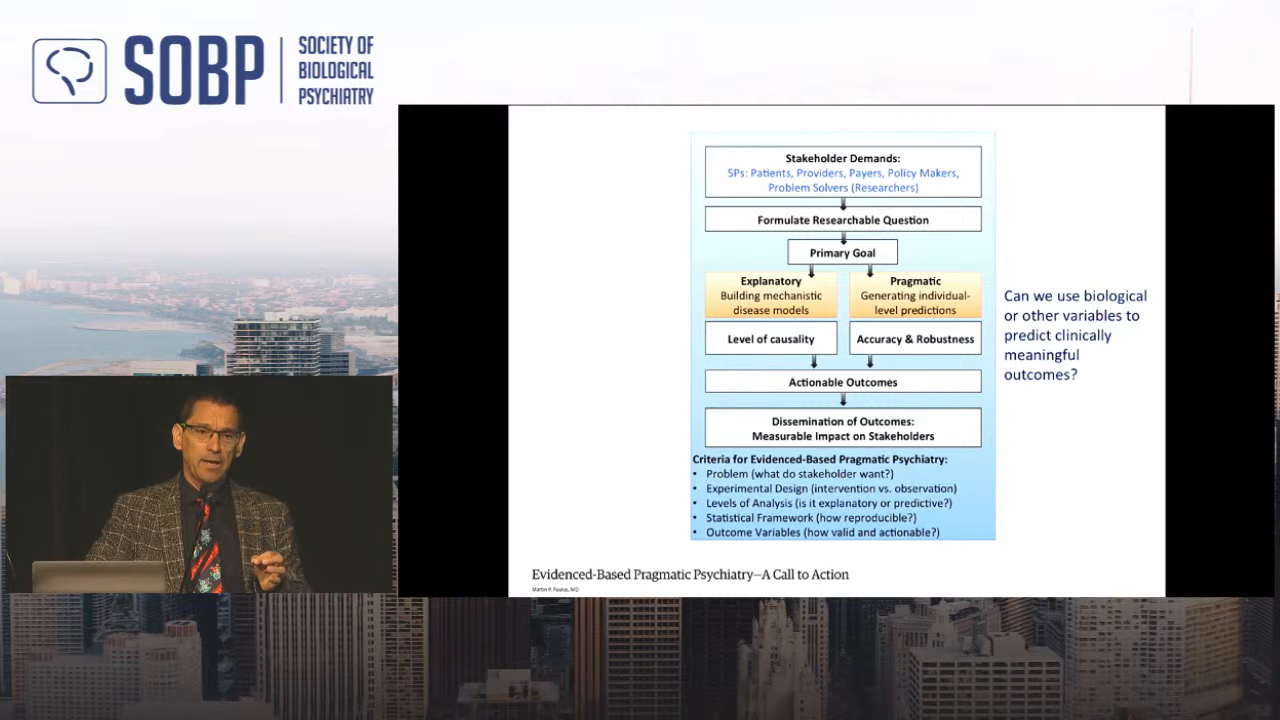 SOBP
SOCIETY OF
BIOLOGICAL
PSYCHIATRY
Stakeholder Demands:
5Ps: Patients, Providers, Payers, Policy Makers,
Problem Solvers (Researchers)
Formulate Researchable Question
Primary Goal
Explanatory
Building mechanistic
disease models
Pragmatic
Generating individual-
level predictions
Level of causality
Accuracy & Robustness
Actionable Outcomes
Dissemination of Outcomes:
Measurable Impact on Stakeholders
Criteria for Evidenced-Based Pragmatic Psychiatry:
• Problem (what do stakeholder want?)
• Experimental Design (intervention vs. observation)
• Levels of Analysis (is it explanatory or predictive?)
• Statistical Framework (how reproducible?)
• Outcome Variables (how valid and actionable?)
Can we use biological
or other variables to
predict clinically
meaningful
outcomes?
Evidenced-Based Pragmatic Psychiatry—A Call to Action
Martin P. Paulus, MD